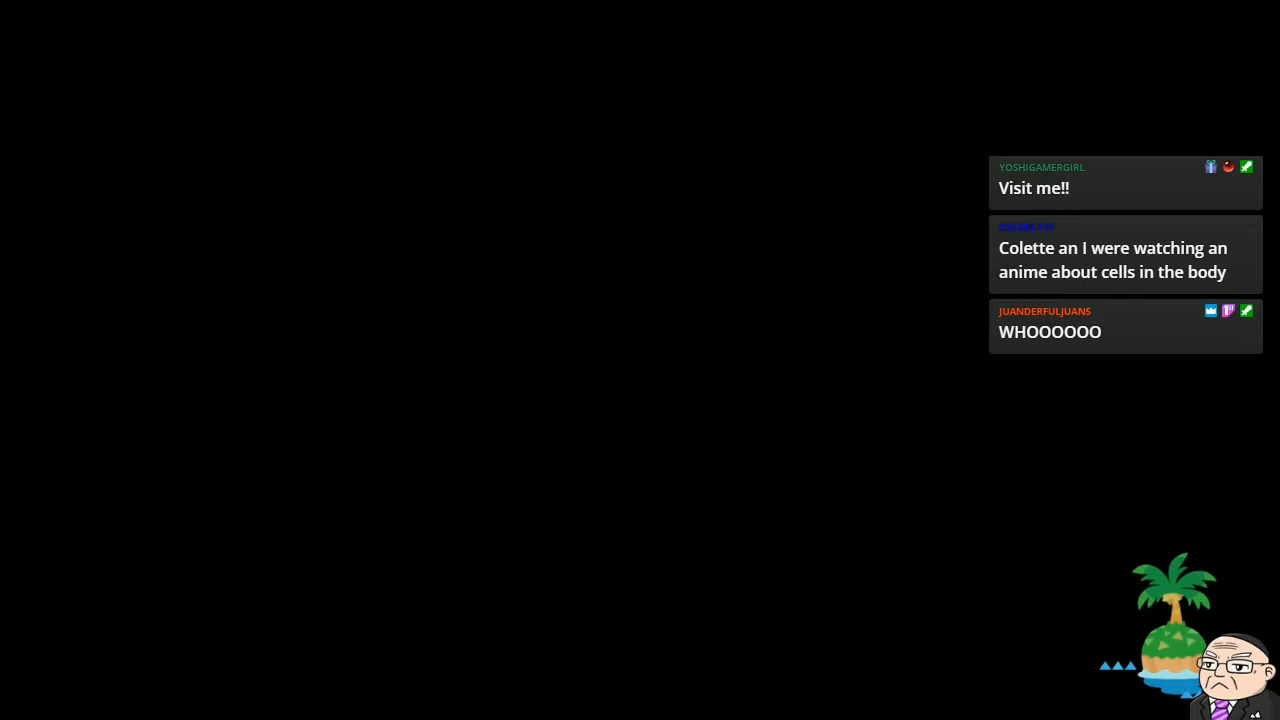 YOSHIGAMERGIRL
Visit me!!
Colette an I were watching an
anime about cells in the body
JUANDERFULJUANS
WHOOOOOO